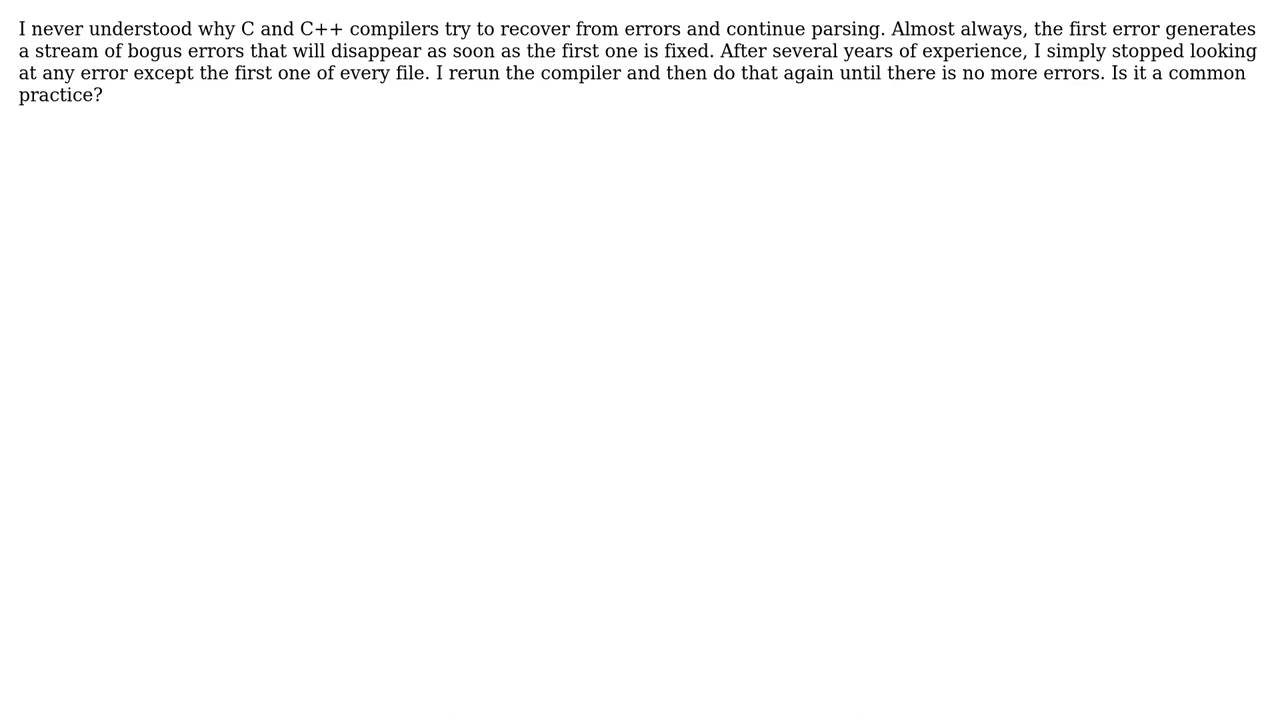 I never understood why C and C++ compilers try to recover from errors and continue parsing. Almost always, the first error generates
a stream of bogus errors that will disappear as soon as the first one is fixed. After several years of experience, I simply stopped looking
at any error except the first one of every file. I rerun the compiler and then do that again until there is no more errors. Is it a common
practice?